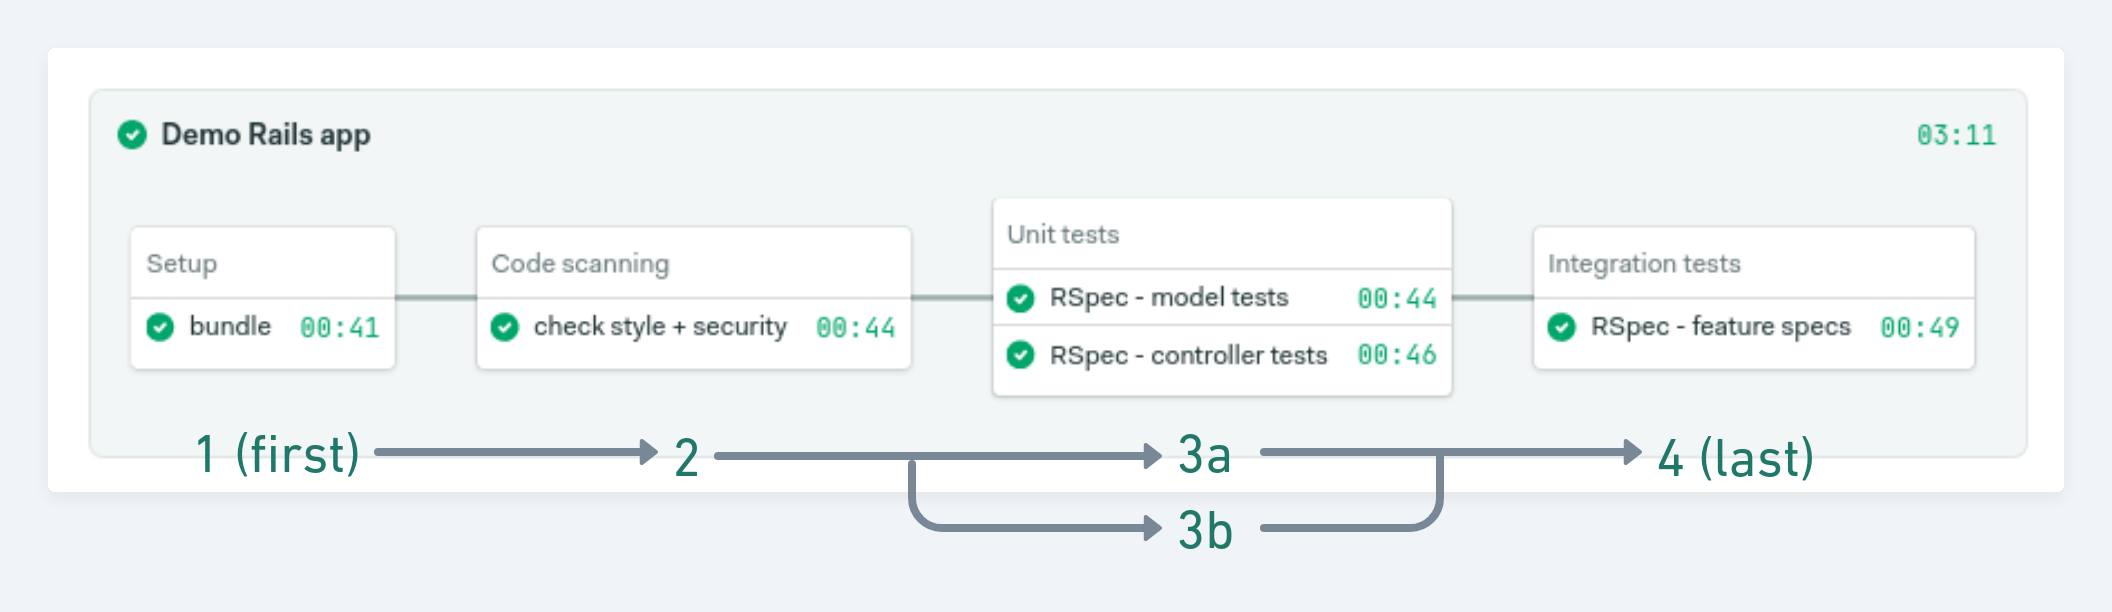 Demo Rails app 03:11
Setup
bundle 00:41
Code scanning
check style + security 00:44
Unit tests
RSpec - model tests 00:44
RSpec - controller tests 00:46
Integration tests
RSpec - feature specs 00:49
1 (first) 2 3a 4 (last)
3b